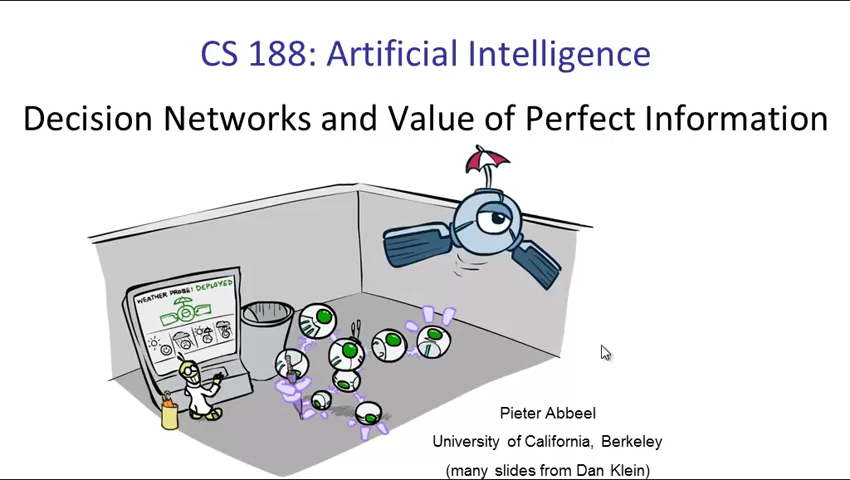 CS 188: Artificial Intelligence
Decision Networks and Value of Perfect Information
WEATHER PROBE: DEPLOYED
Pieter Abbeel
University of California, Berkeley
(many slides from Dan Klein)